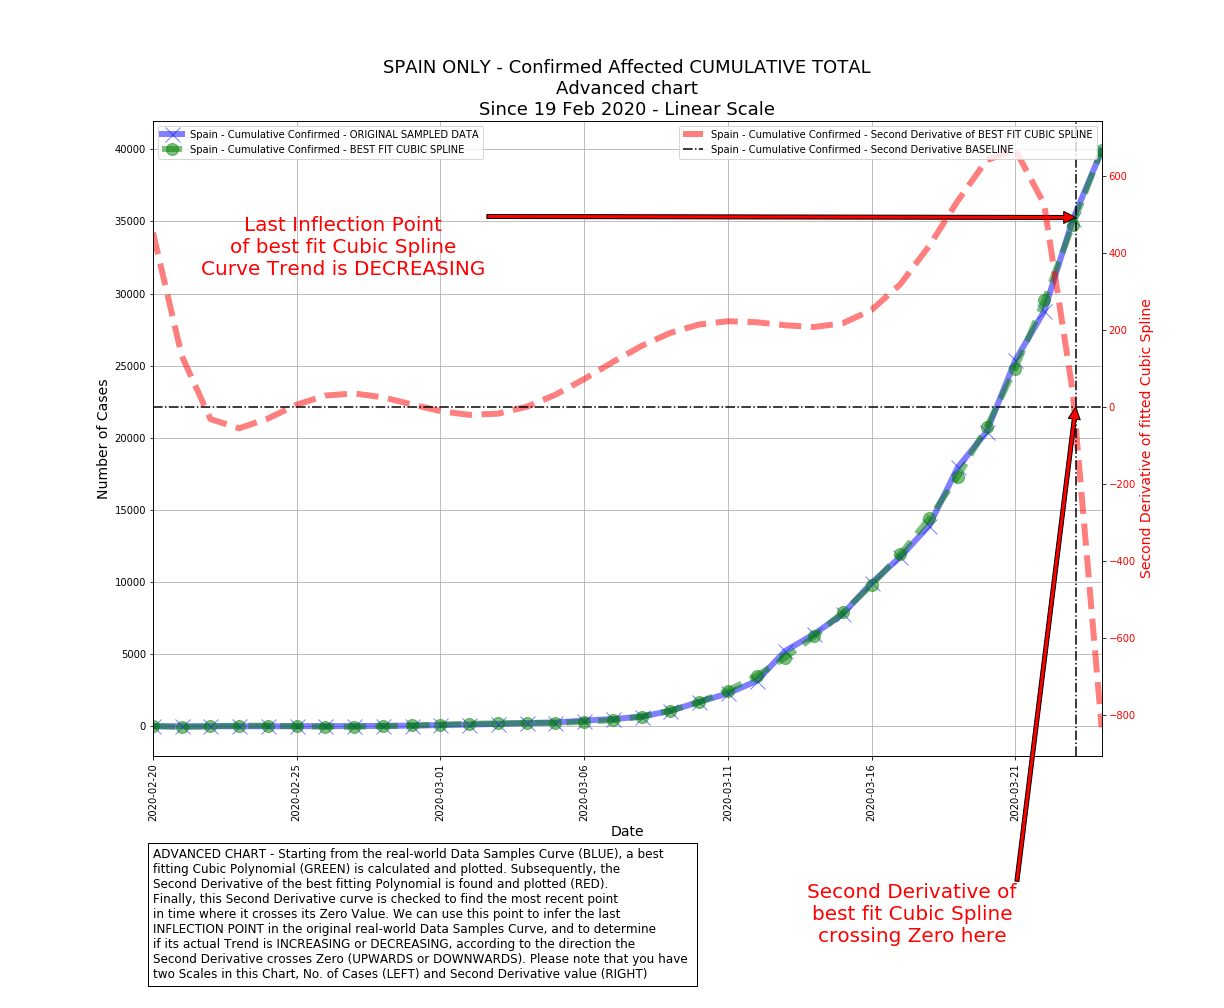 SPAIN ONLY - Confirmed Affected CUMULATIVE TOTAL
Advanced chart
Since 19 Feb 2020 - Linear Scale
Spain - Cumulative Confirmed - ORIGINAL SAMPLED DATA
Spain - Cumulative Confirmed - BEST FIT CUBIC SPLINE
Spain - Cumulative Confirmed - Second Derivative of BEST FIT CUBIC SPLINE
Spain - Cumulative Confirmed - Second Derivative BASELINE
Last Inflection Point
of best fit Cubic Spline
Curve Trend is DECREASING
Number of Cases
40000
35000
30000
25000
20000
15000
10000
5000
0
600
400
200
0
−200
−400
−600
−800
Second Derivative of fitted Cubic Spline
2020-02-20
2020-02-25
2020-03-01
2020-03-06
2020-03-11
2020-03-16
2020-03-21
Date
ADVANCED CHART - Starting from the real-world Data Samples Curve (BLUE), a best
fitting Cubic Polynomial (GREEN) is calculated and plotted. Subsequently, the
Second Derivative of the best fitting Polynomial is found and plotted (RED).
Finally, this Second Derivative curve is checked to find the most recent point
in time where it crosses its Zero Value. We can use this point to infer the last
INFLECTION POINT in the original real-world Data Samples Curve, and to determine
if its actual Trend is INCREASING or DECREASING, according to the direction the
Second Derivative crosses Zero (UPWARDS or DOWNWARDS). Please note that you have
two Scales in this Chart, No. of Cases (LEFT) and Second Derivative value (RIGHT)
Second Derivative of
best fit Cubic Spline
crossing Zero here